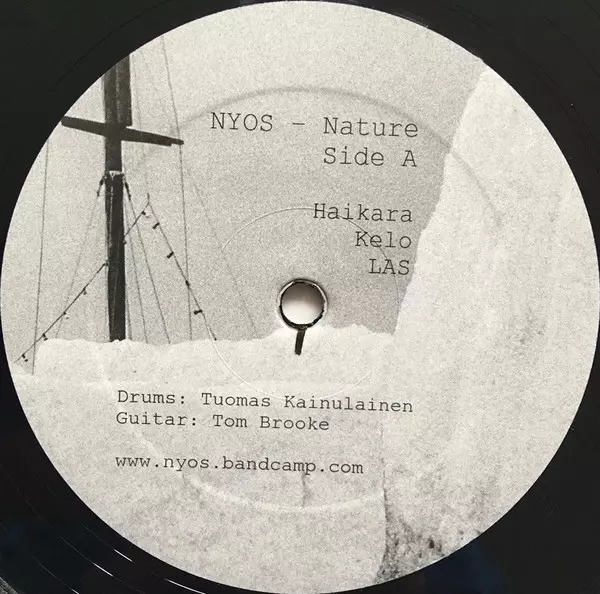 NYOS - Nature
Side A
Haikara
Kelo
LAS
Drums: Tuomas Kainulainen
Guitar: Tom Brooke
www.nyos.bandcamp.com